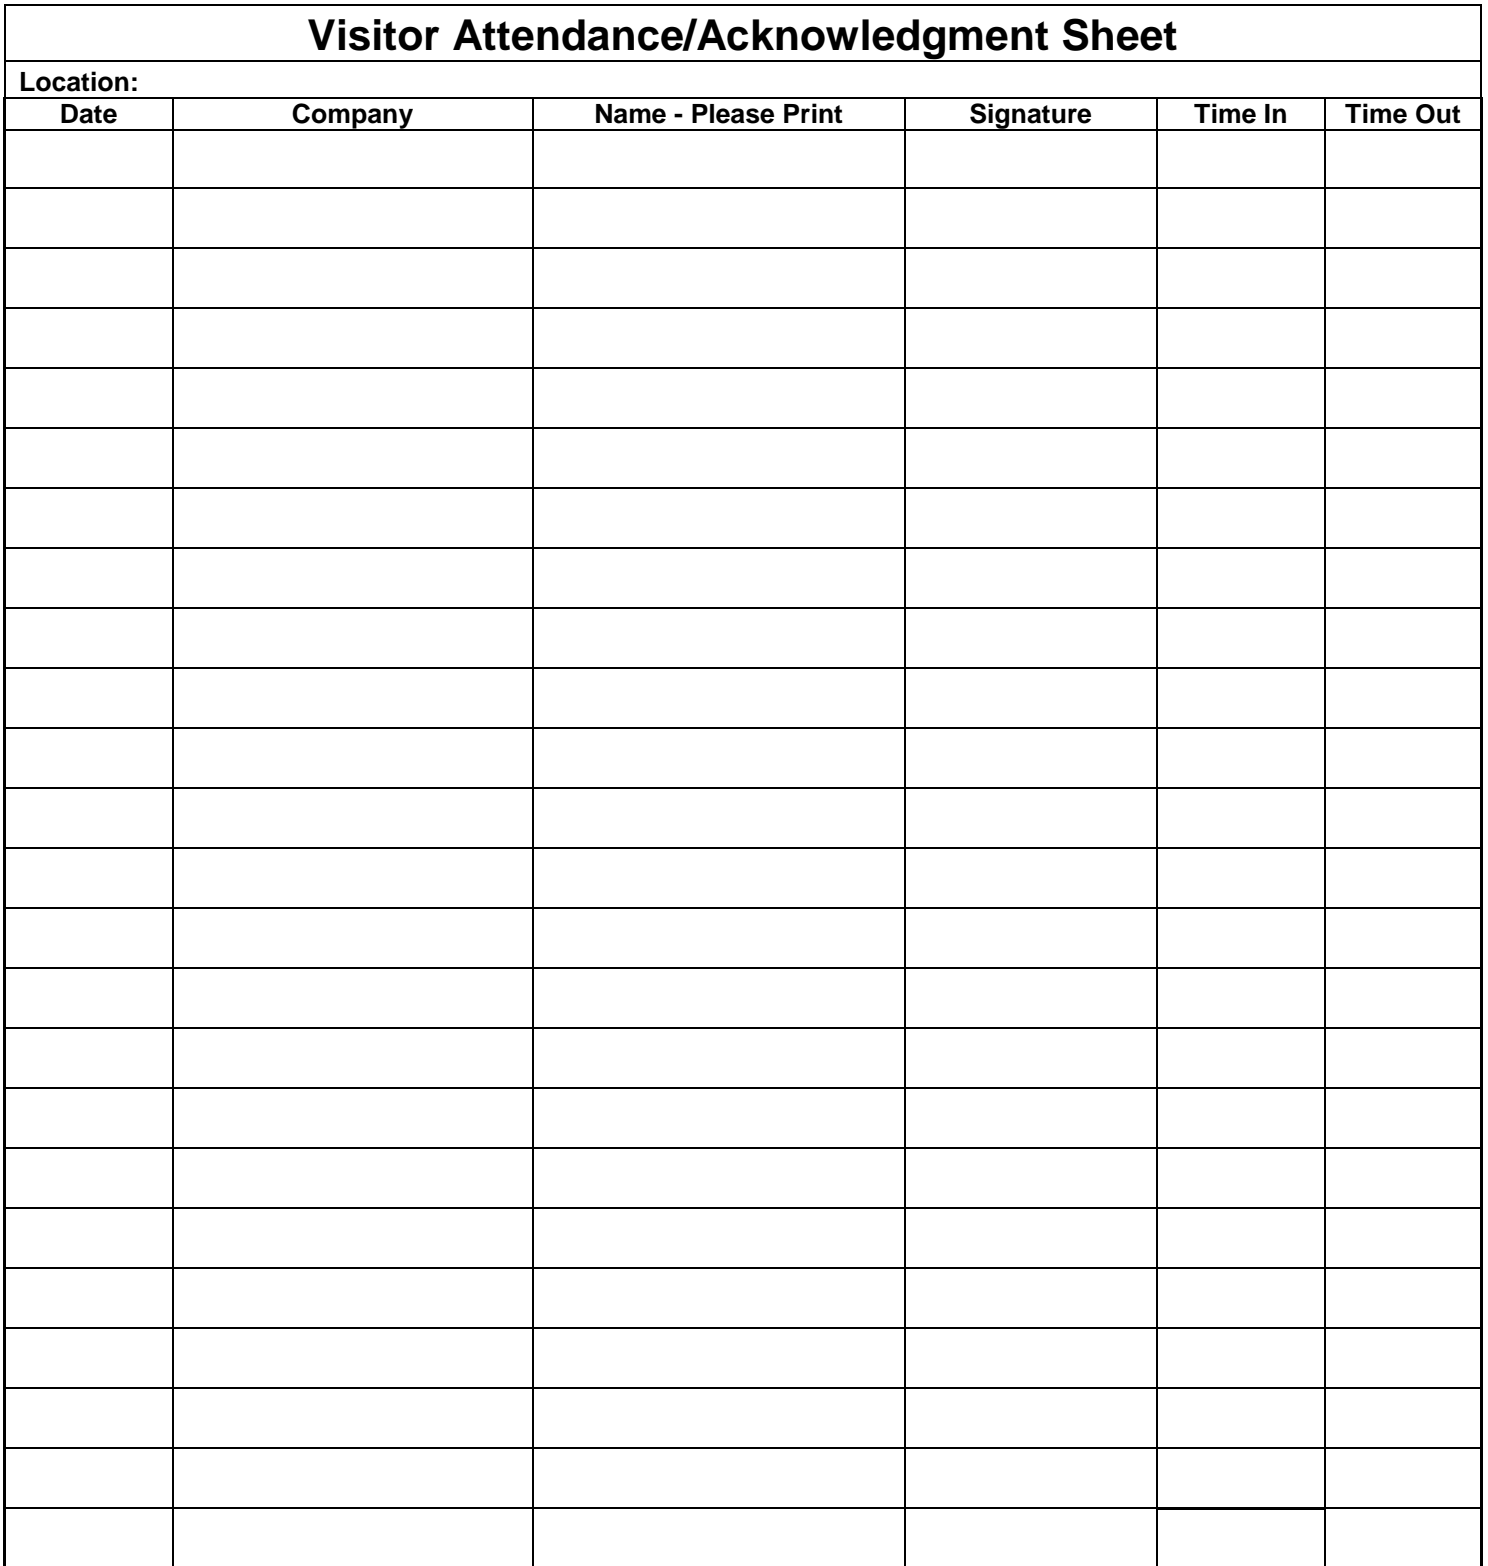 Visitor Attendance/Acknowledgment Sheet
Location:
Date Company Name - Please Print Signature Time In Time Out